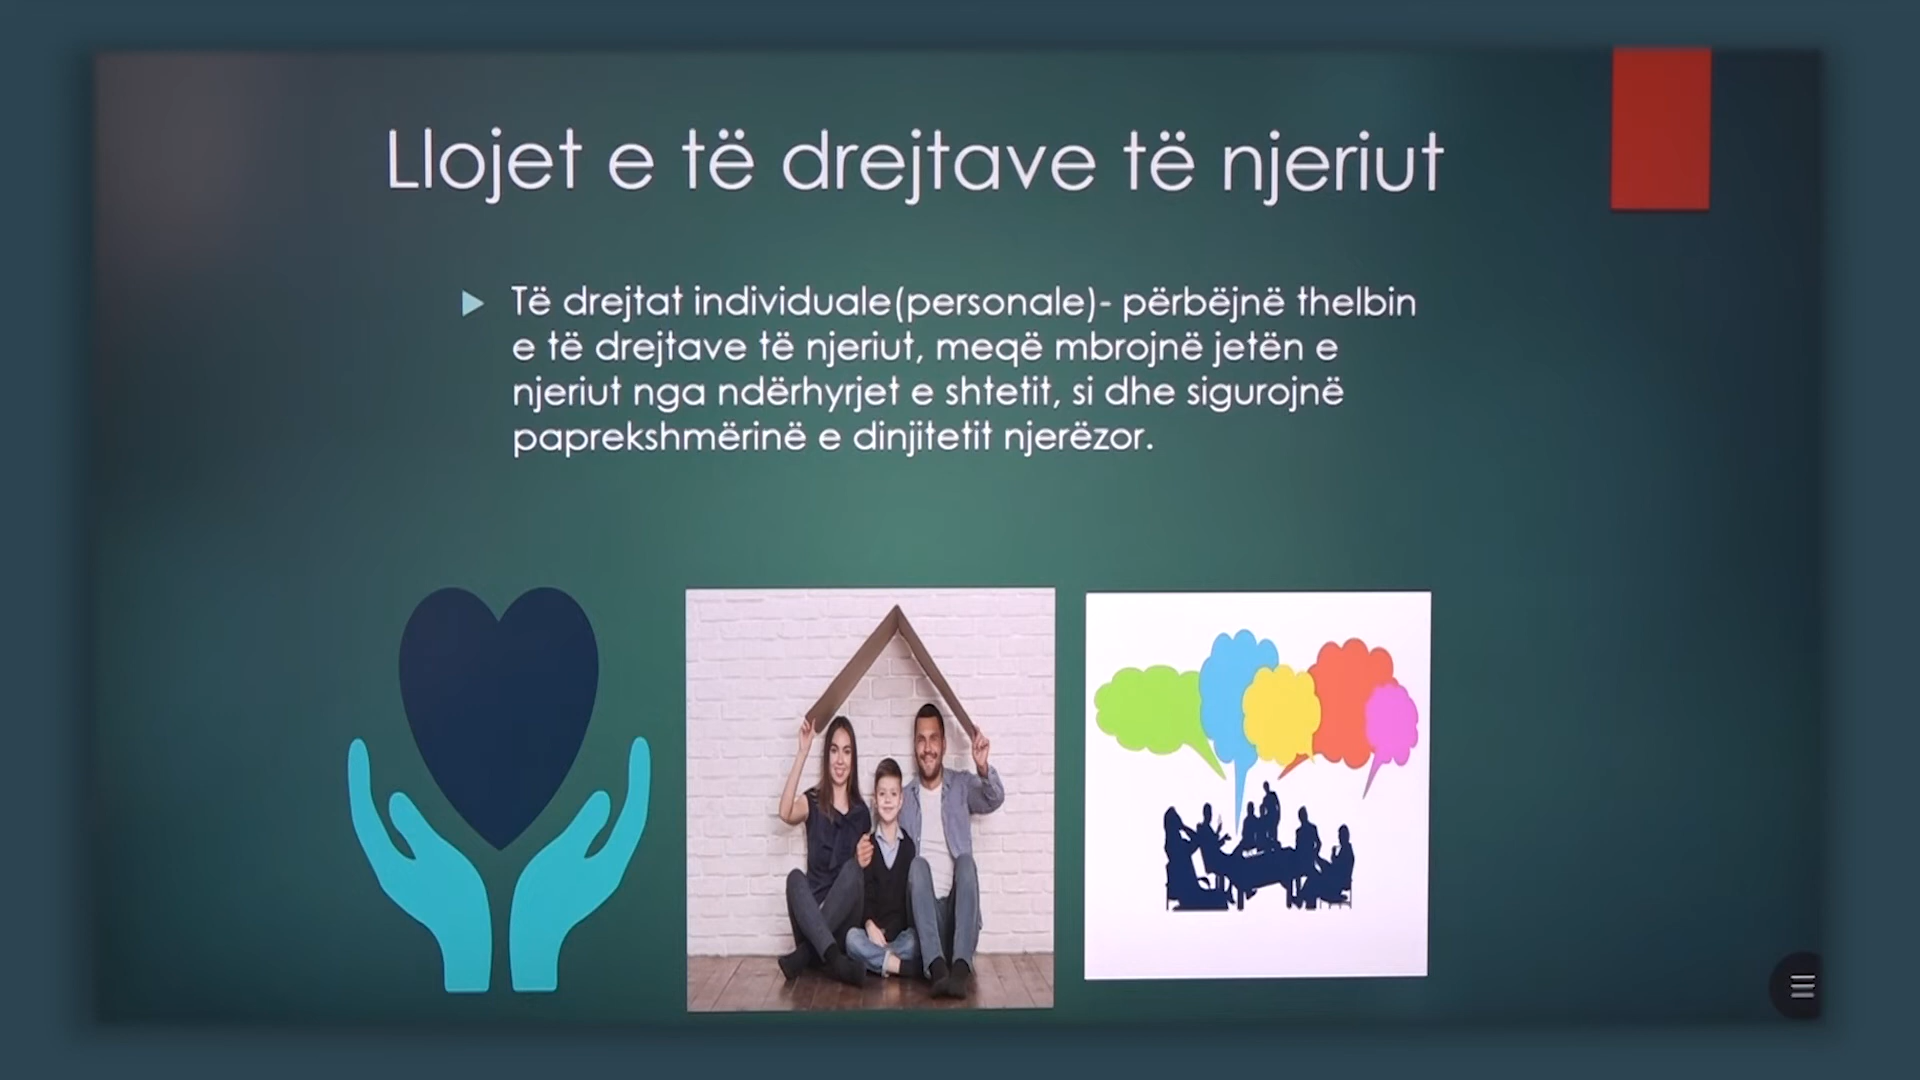 Llojet e të drejtave të njeriut
Të drejtat individuale(personale)- përbëjnë thelbin
e të drejtave të njeriut, meqë mbrojnë jetën e
njeriut nga ndërhyrjet e shtetit, si dhe sigurojnë
paprekshmërinë e dinjitetit njerëzor.